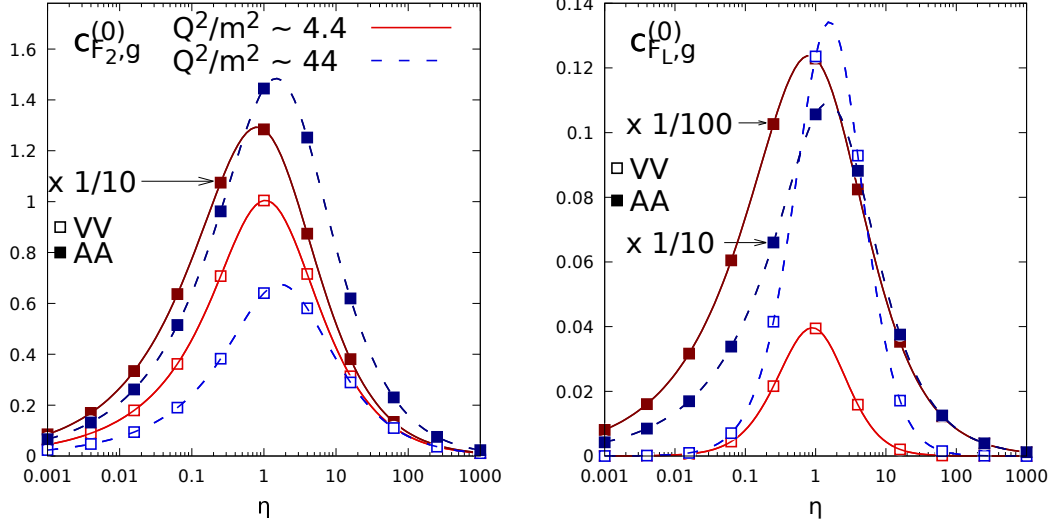 c^{(0)}_{F_2,g}
Q²/m² ~ 4.4
Q²/m² ~ 44
x 1/10
VV
AA
0
0.2
0.4
0.6
0.8
1
1.2
1.4
1.6
0.001
0.01
0.1
1
10
100
1000
η
c^{(0)}_{F_L,g}
x 1/100
VV
AA
x 1/10
0
0.02
0.04
0.06
0.08
0.1
0.12
0.14
0.001
0.01
0.1
1
10
100
1000
η